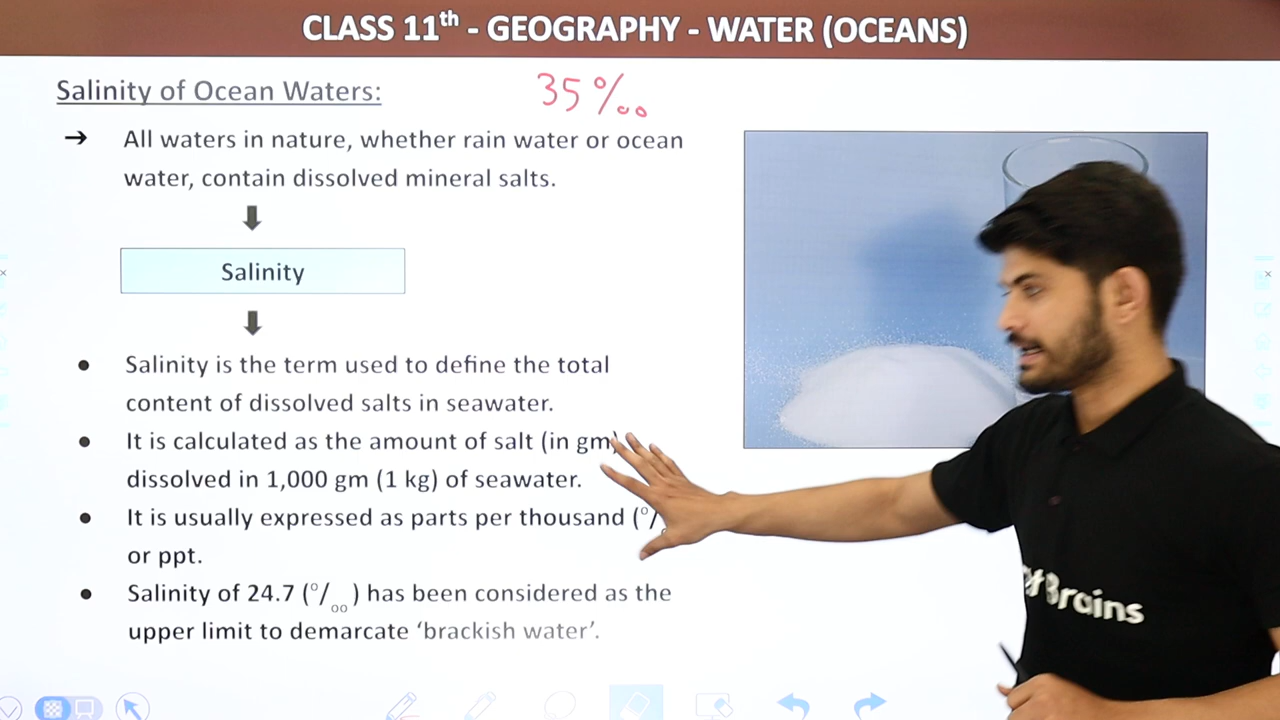 CLASS 11th - GEOGRAPHY - WATER (OCEANS)
Salinity of Ocean Waters:
35 ‰
➔ All waters in nature, whether rain water or ocean
water, contain dissolved mineral salts.
Salinity
● Salinity is the term used to define the total
content of dissolved salts in seawater.
● It is calculated as the amount of salt (in gm)
dissolved in 1,000 gm (1 kg) of seawater.
● It is usually expressed as parts per thousand (o/
or ppt.
● Salinity of 24.7 (o/oo ) has been considered as the
upper limit to demarcate ‘brackish water’.
Brains